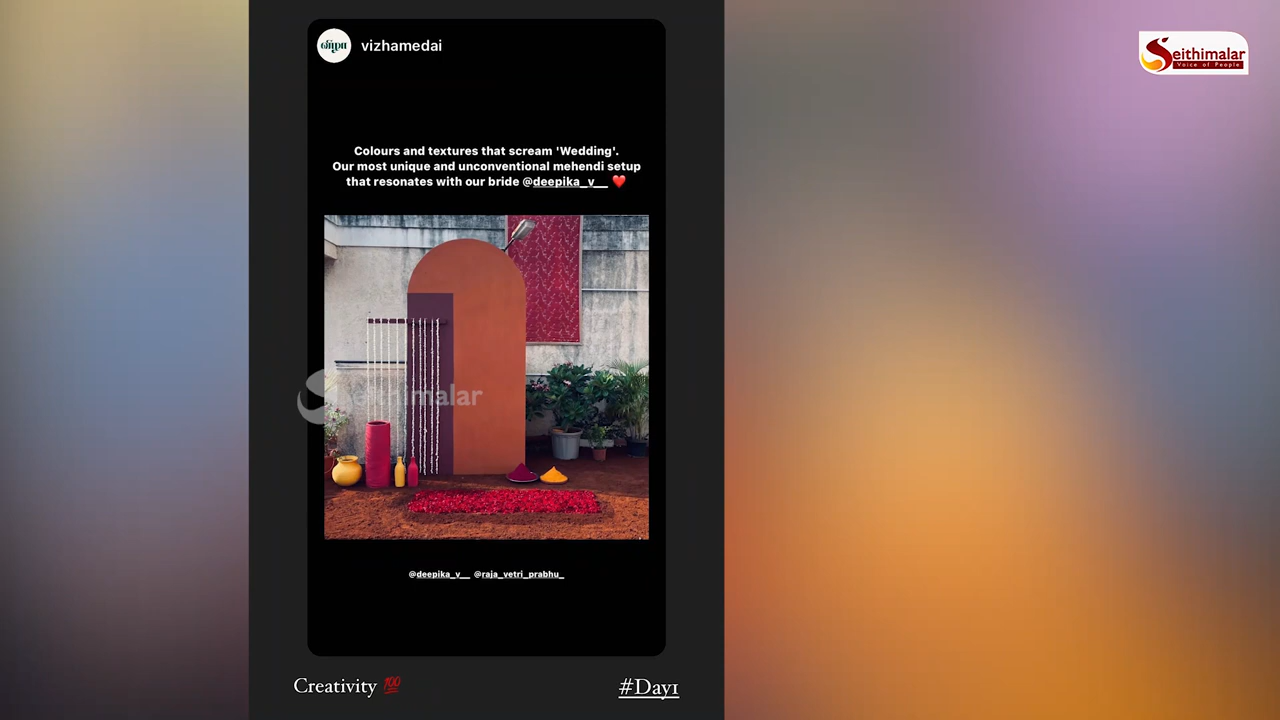 விழா vizhamedai
Seithimalar
Voice of People
Colours and textures that scream 'Wedding'.
Our most unique and unconventional mehendi setup
that resonates with our bride @deepika_v__ ❤️
Seithimalar
@deepika_v__ @raja_vetri_prabhu_
Creativity 💯 #Day1